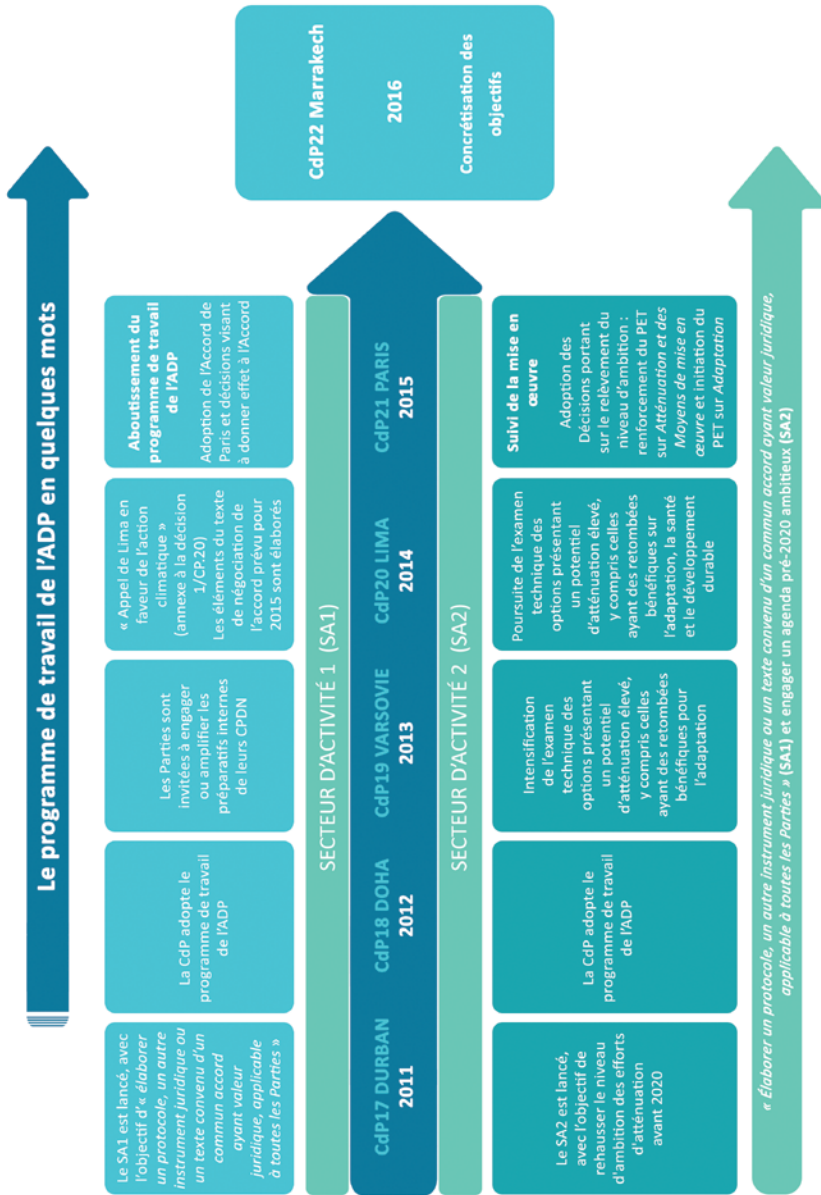 Le programme de travail de l'ADP en quelques mots
Le SA1 est lancé, avec
l'objectif d'« élaborer
un protocole, un autre
instrument juridique ou
un texte convenu d'un
commun accord
ayant valeur
juridique, applicable
à toutes les Parties »
La CdP adopte le
programme de travail
de l'ADP
Les Parties sont
invitées à engager
ou amplifier les
préparatifs internes
de leurs CPDN
« Appel de Lima en
faveur de l'action
climatique »
(annexe à la décision
1/CP.20)
Les éléments du texte
de négociation de
l'accord prévu pour
2015 sont élaborés
Aboutissement du
programme de travail
de l'ADP
Adoption de l'Accord de
Paris et décisions visant
à donner effet à l'Accord
SECTEUR D'ACTIVITÉ 1 (SA1)
CdP17 DURBAN
2011
CdP18 DOHA
2012
CdP19 VARSOVIE
2013
CdP20 LIMA
2014
CdP21 PARIS
2015
CdP22 Marrakech
2016
Concrétisation des
objectifs
SECTEUR D'ACTIVITÉ 2 (SA2)
Le SA2 est lancé,
avec l'objectif de
rehausser le niveau
d'ambition des efforts
d'atténuation
avant 2020
La CdP adopte le
programme de travail
de l'ADP
Intensification
de l'examen
technique des
options présentant
un potentiel
d'atténuation élevé,
y compris celles
ayant des retombées
bénéfiques pour
l'adaptation
Poursuite de l'examen
technique des
options présentant
un potentiel
d'atténuation élevé,
y compris celles
ayant des retombées
bénéfiques sur
l'adaptation, la santé
et le développement
durable
Suivi de la mise en
œuvre
Adoption des
Décisions portant
sur le relèvement du
niveau d'ambition :
renforcement du PET
sur Atténuation et des
Moyens de mise en
œuvre et initiation du
PET sur Adaptation
« Élaborer un protocole, un autre instrument juridique ou un texte convenu d'un commun accord ayant valeur juridique,
applicable à toutes les Parties » (SA1) et engager un agenda pré-2020 ambitieux (SA2)